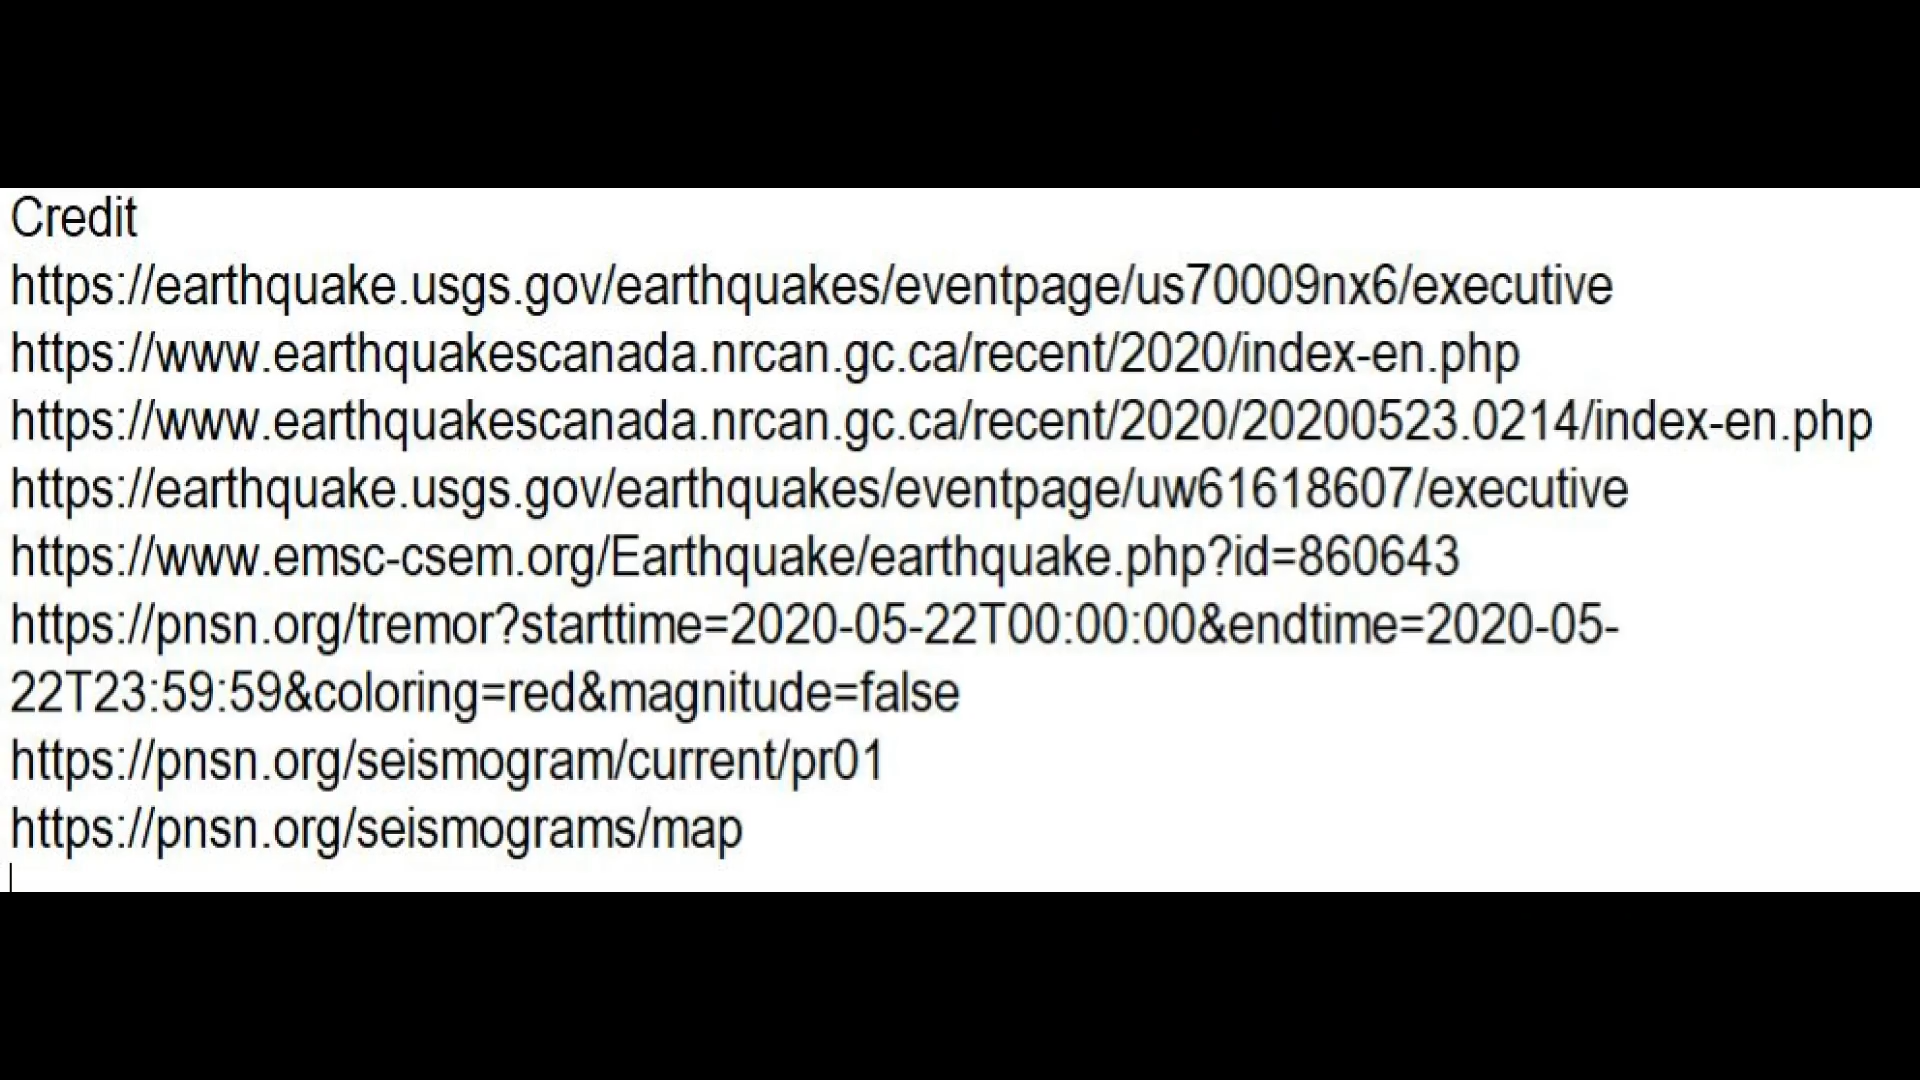 Credit
https://earthquake.usgs.gov/earthquakes/eventpage/us70009nx6/executive
https://www.earthquakescanada.nrcan.gc.ca/recent/2020/index-en.php
https://www.earthquakescanada.nrcan.gc.ca/recent/2020/20200523.0214/index-en.php
https://earthquake.usgs.gov/earthquakes/eventpage/uw61618607/executive
https://www.emsc-csem.org/Earthquake/earthquake.php?id=860643
https://pnsn.org/tremor?starttime=2020-05-22T00:00:00&endtime=2020-05-
22T23:59:59&coloring=red&magnitude=false
https://pnsn.org/seismogram/current/pr01
https://pnsn.org/seismograms/map